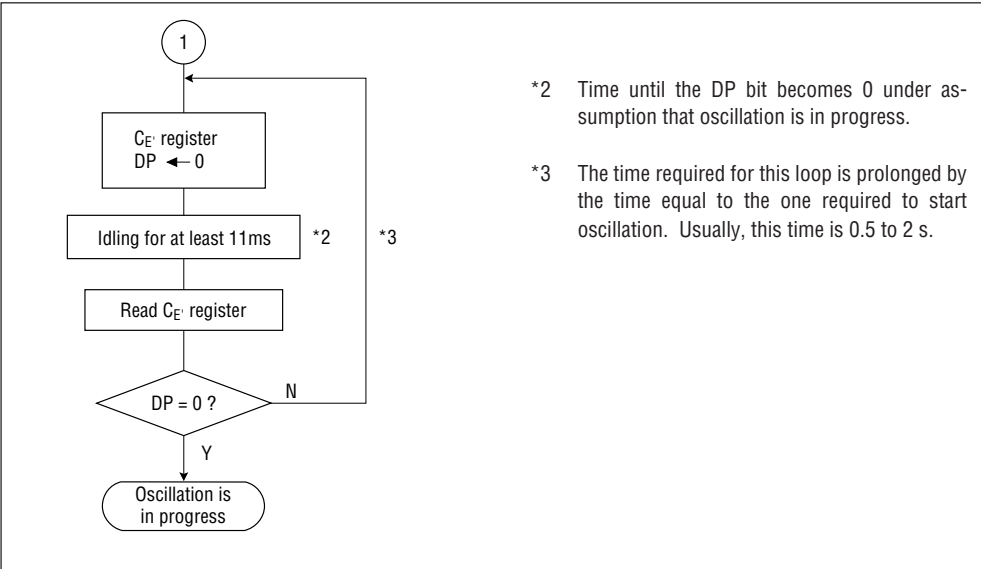 1
C_E' register
DP ← 0
Idling for at least 11ms
*2
*3
Read C_E' register
DP = 0 ?
N
Y
Oscillation is
in progress
*2 Time until the DP bit becomes 0 under as-
sumption that oscillation is in progress.
*3 The time required for this loop is prolonged by
the time equal to the one required to start
oscillation. Usually, this time is 0.5 to 2 s.